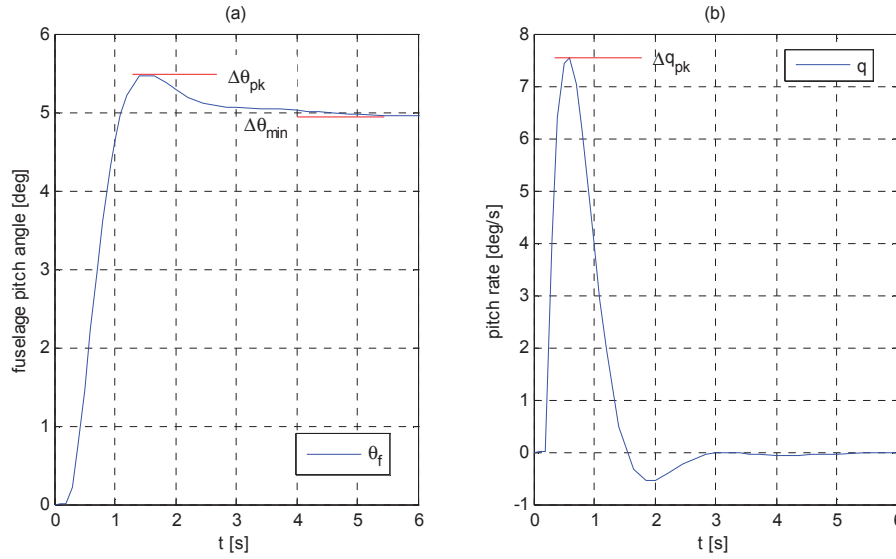 (a)
fuselage pitch angle [deg]
6
5
4
3
2
1
0
Δθpk
Δθmin
θf
0 1 2 3 4 5 6
t [s]
(b)
pitch rate [deg/s]
8
7
6
5
4
3
2
1
0
-1
Δqpk
q
0 1 2 3 4 5 6
t [s]